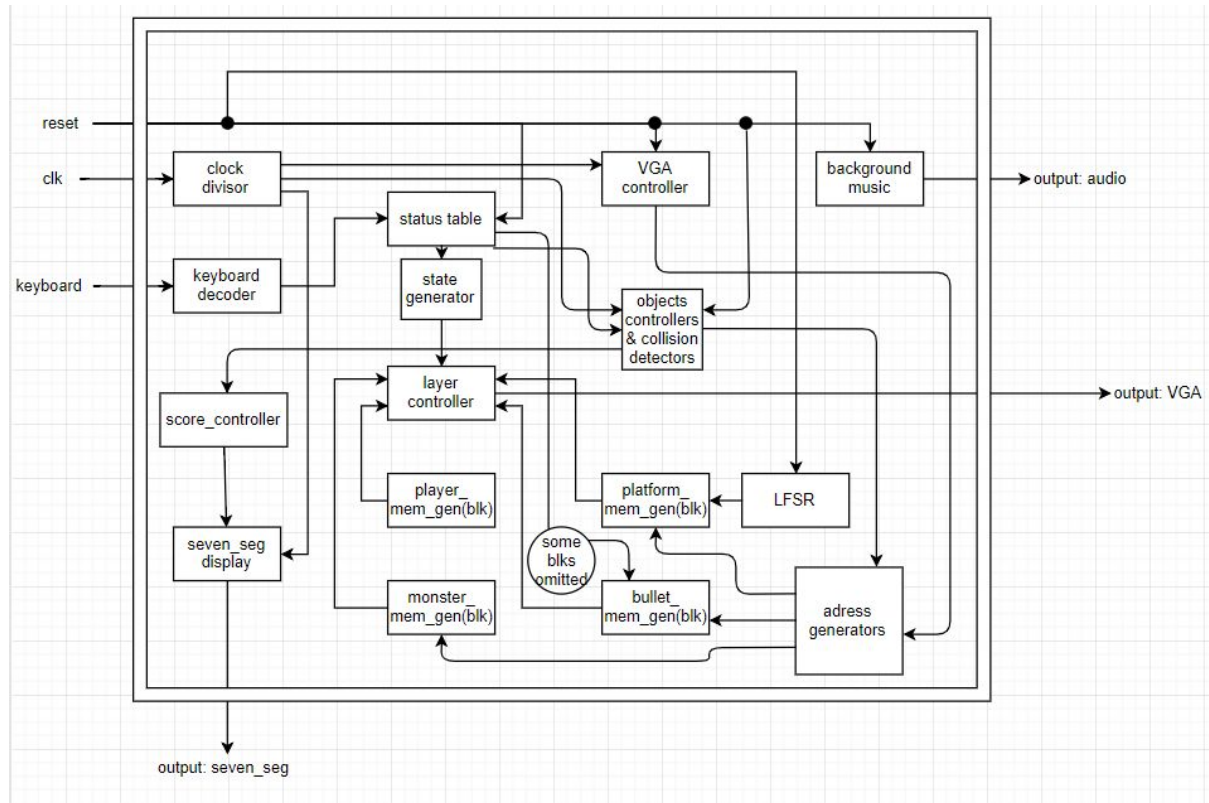 reset
clk
keyboard
clock
divisor
VGA
controller
background
music
output: audio
status table
keyboard
decoder
state
generator
objects
controllers
& collision
detectors
layer
controller
output: VGA
score_controller
player_
mem_gen(blk)
platform_
mem_gen(blk)
LFSR
seven_seg
display
some
blks
omitted
monster_
mem_gen(blk)
bullet_
mem_gen(blk)
adress
generators
output: seven_seg